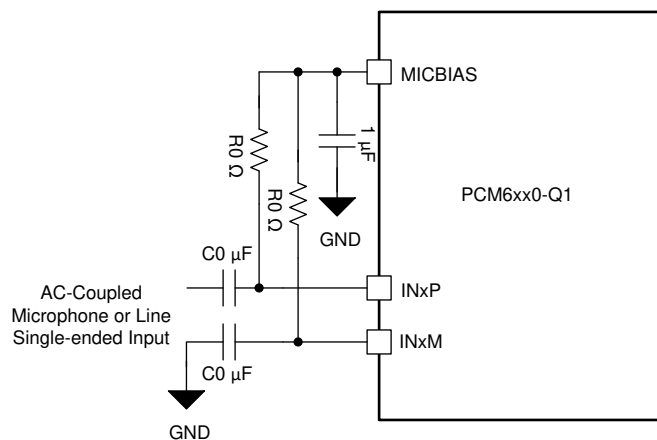 MICBIAS
R0 Ω
R0 Ω
1 µF
GND
PCM6xx0-Q1
C0 µF
INxP
AC-Coupled
Microphone or Line
Single-ended Input
INxM
C0 µF
GND